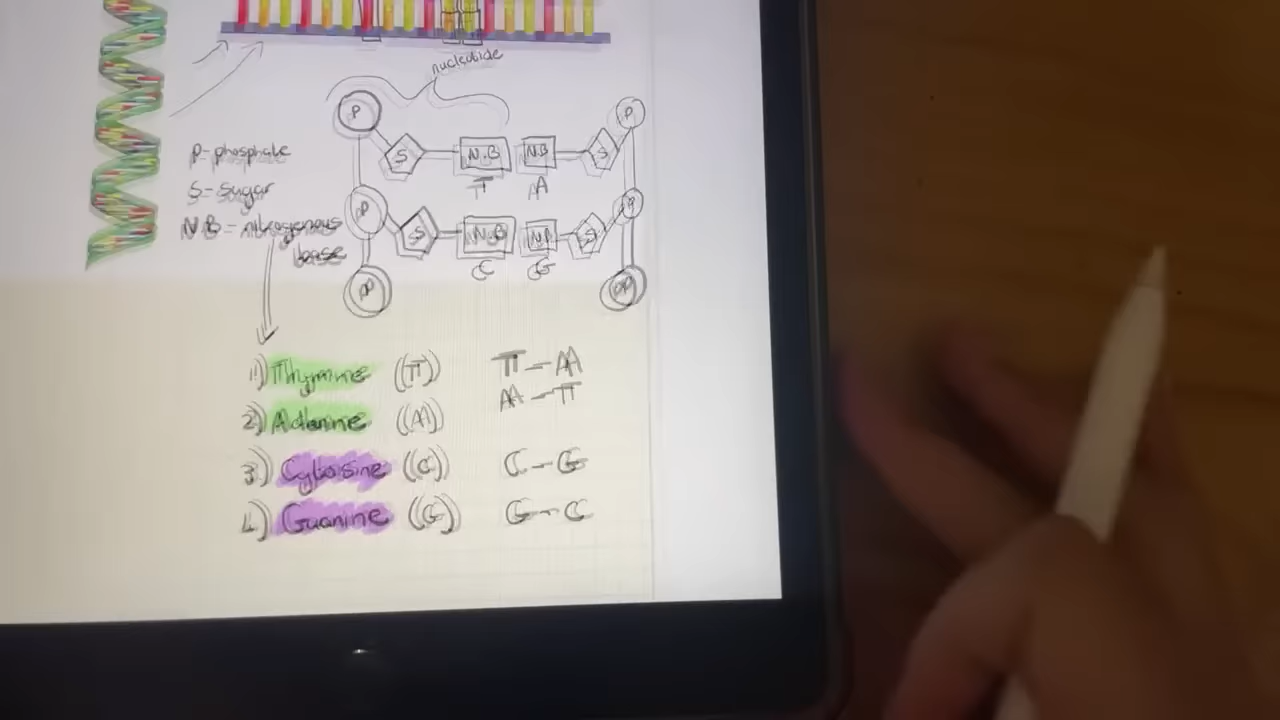 nucleotide
P P
S N.B N.B S
T A
P-phosphate
S-sugar
N.B = nitrogenous
base
P P
S N.B N.B S
C G
P P
1) Thymine (T) T-A
A-T
2) Adenine (A)
3) Cytosine (C) C-G
4) Guanine (G) G-C